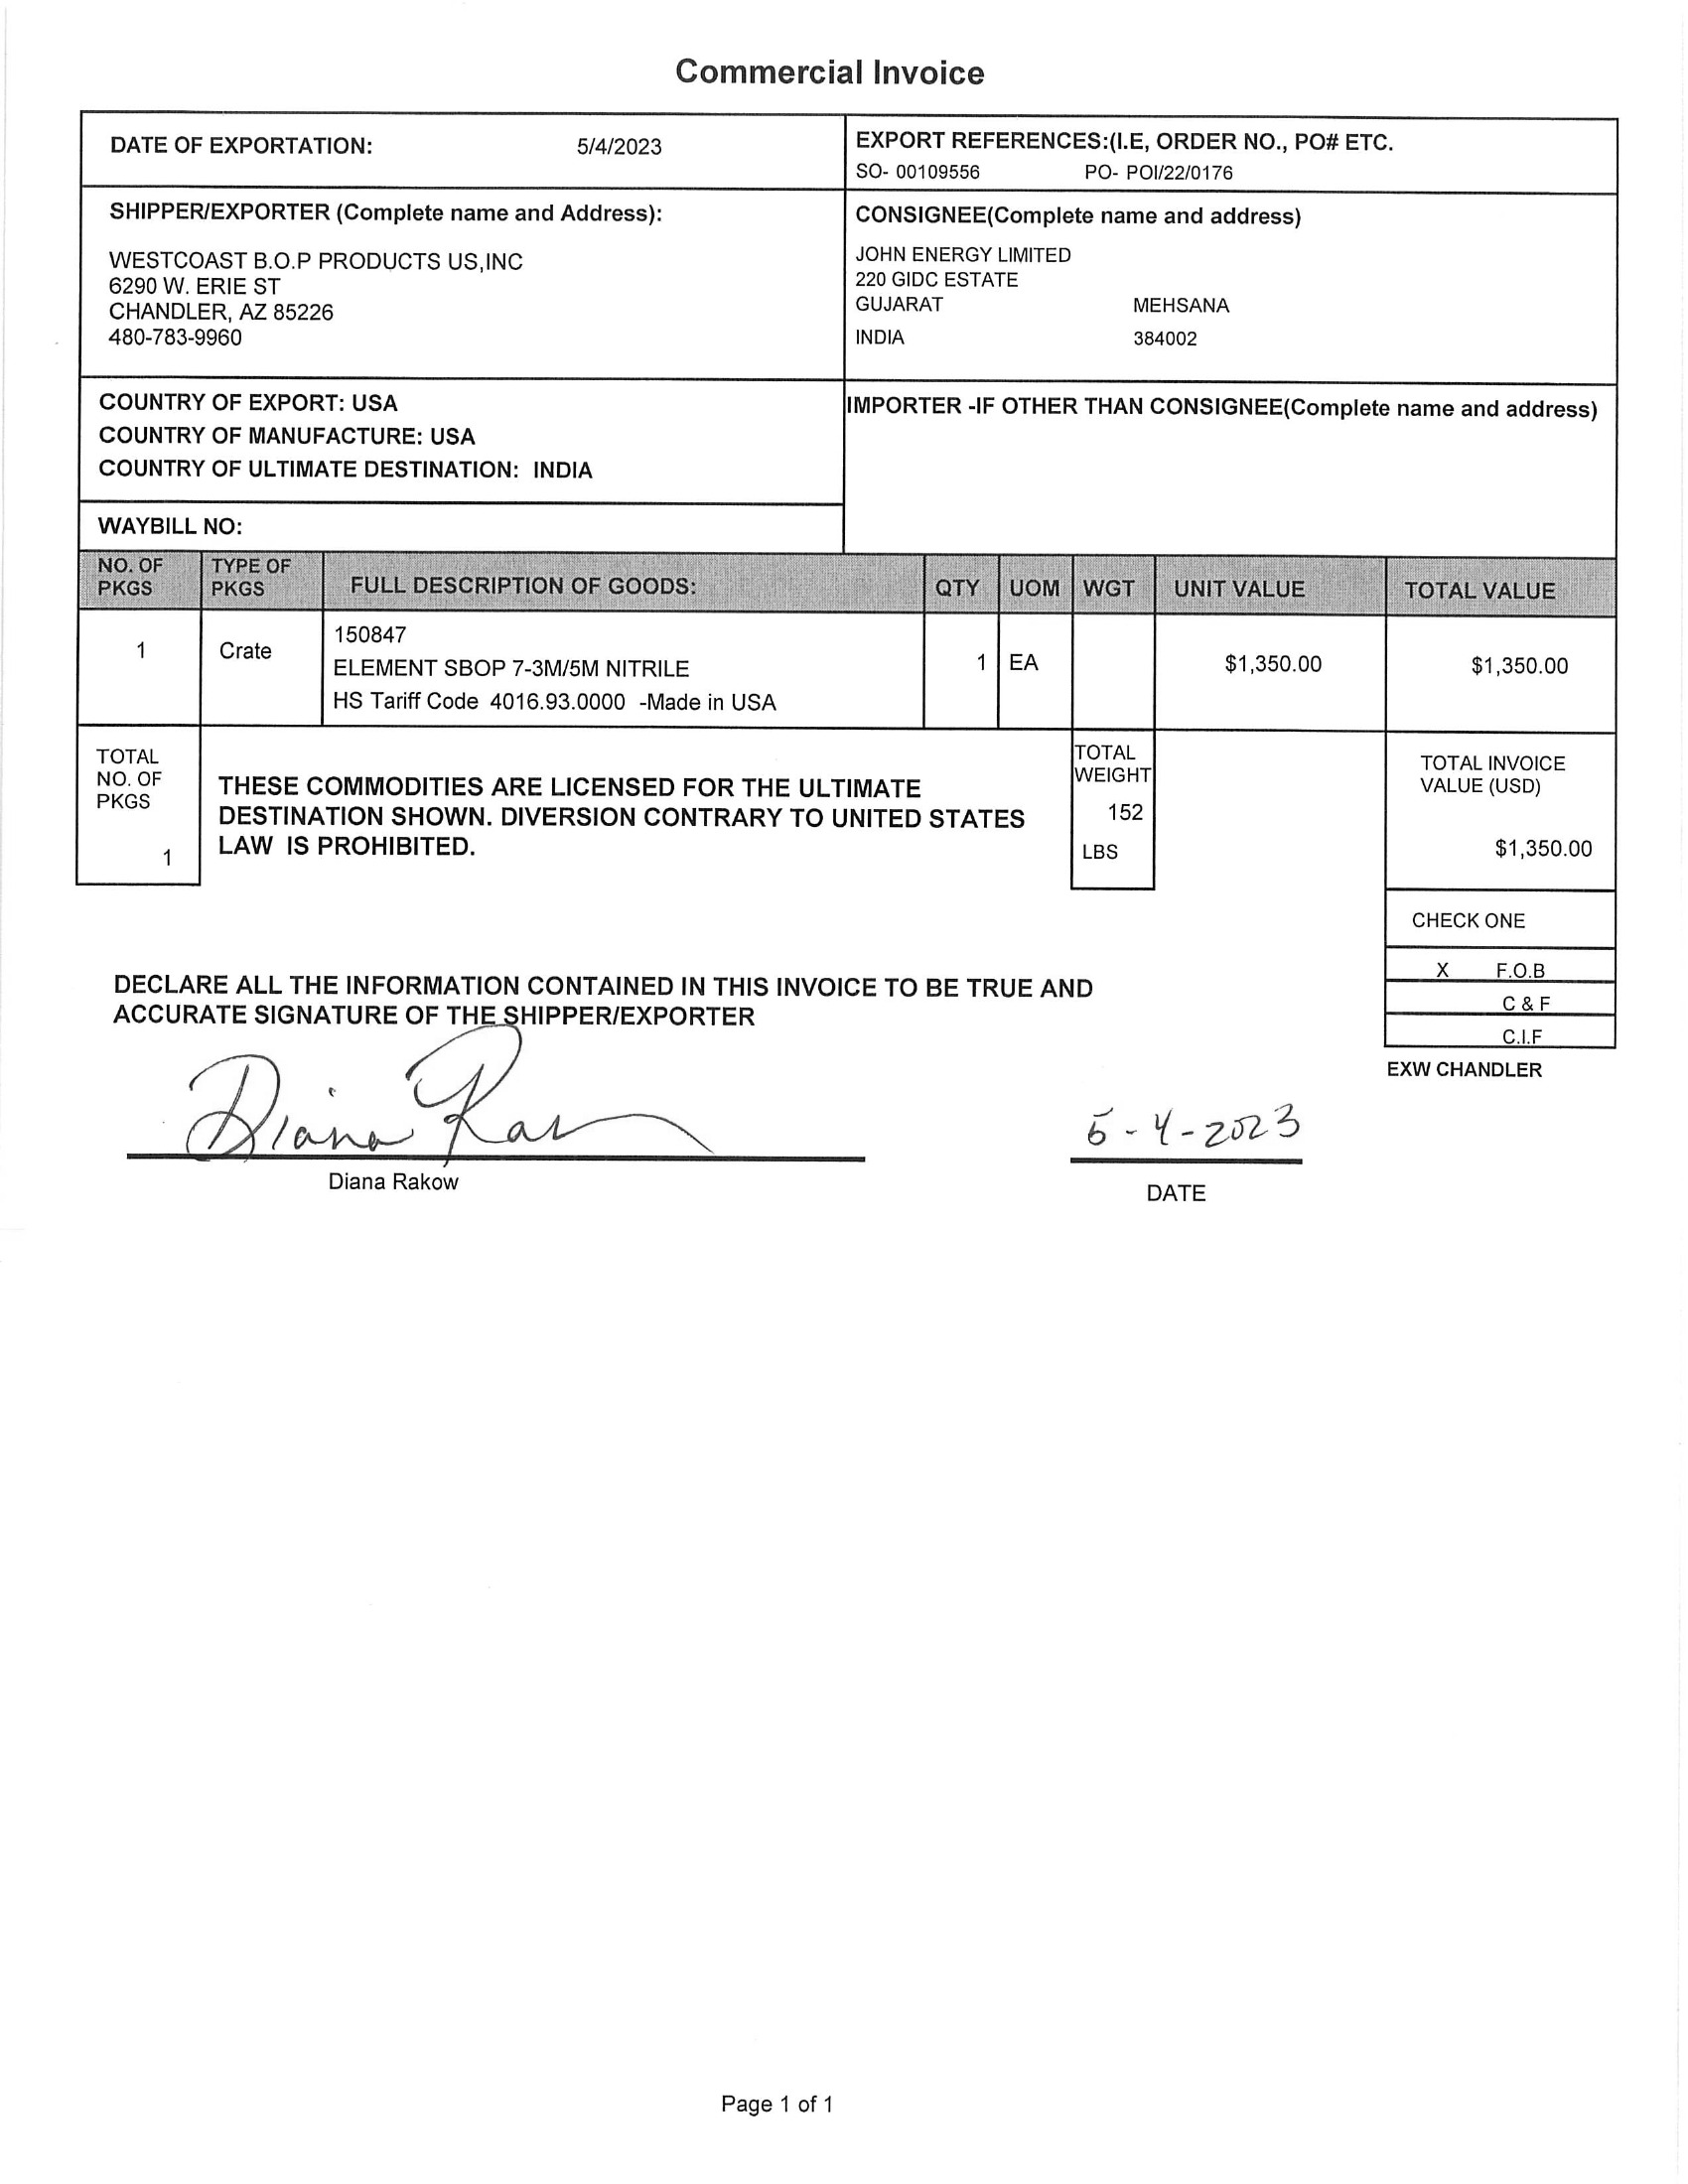 Commercial Invoice
DATE OF EXPORTATION: 5/4/2023
EXPORT REFERENCES:(I.E, ORDER NO., PO# ETC.
SO- 00109556 PO- POI/22/0176
SHIPPER/EXPORTER (Complete name and Address):
WESTCOAST B.O.P PRODUCTS US,INC
6290 W. ERIE ST
CHANDLER, AZ 85226
480-783-9960
CONSIGNEE(Complete name and address)
JOHN ENERGY LIMITED
220 GIDC ESTATE
GUJARAT MEHSANA
INDIA 384002
COUNTRY OF EXPORT: USA
COUNTRY OF MANUFACTURE: USA
COUNTRY OF ULTIMATE DESTINATION: INDIA
IMPORTER -IF OTHER THAN CONSIGNEE(Complete name and address)
WAYBILL NO:
NO. OF PKGS TYPE OF PKGS FULL DESCRIPTION OF GOODS: QTY UOM WGT UNIT VALUE TOTAL VALUE
1 Crate 150847
ELEMENT SBOP 7-3M/5M NITRILE 1 EA $1,350.00 $1,350.00
HS Tariff Code 4016.93.0000 -Made in USA
TOTAL
NO. OF
PKGS
1
THESE COMMODITIES ARE LICENSED FOR THE ULTIMATE
DESTINATION SHOWN. DIVERSION CONTRARY TO UNITED STATES
LAW IS PROHIBITED.
TOTAL
WEIGHT
152
LBS
TOTAL INVOICE
VALUE (USD)
$1,350.00
CHECK ONE
X F.O.B
C & F
C.I.F
EXW CHANDLER
DECLARE ALL THE INFORMATION CONTAINED IN THIS INVOICE TO BE TRUE AND
ACCURATE SIGNATURE OF THE SHIPPER/EXPORTER
Diana Rakow
5-4-2023
DATE
Page 1 of 1